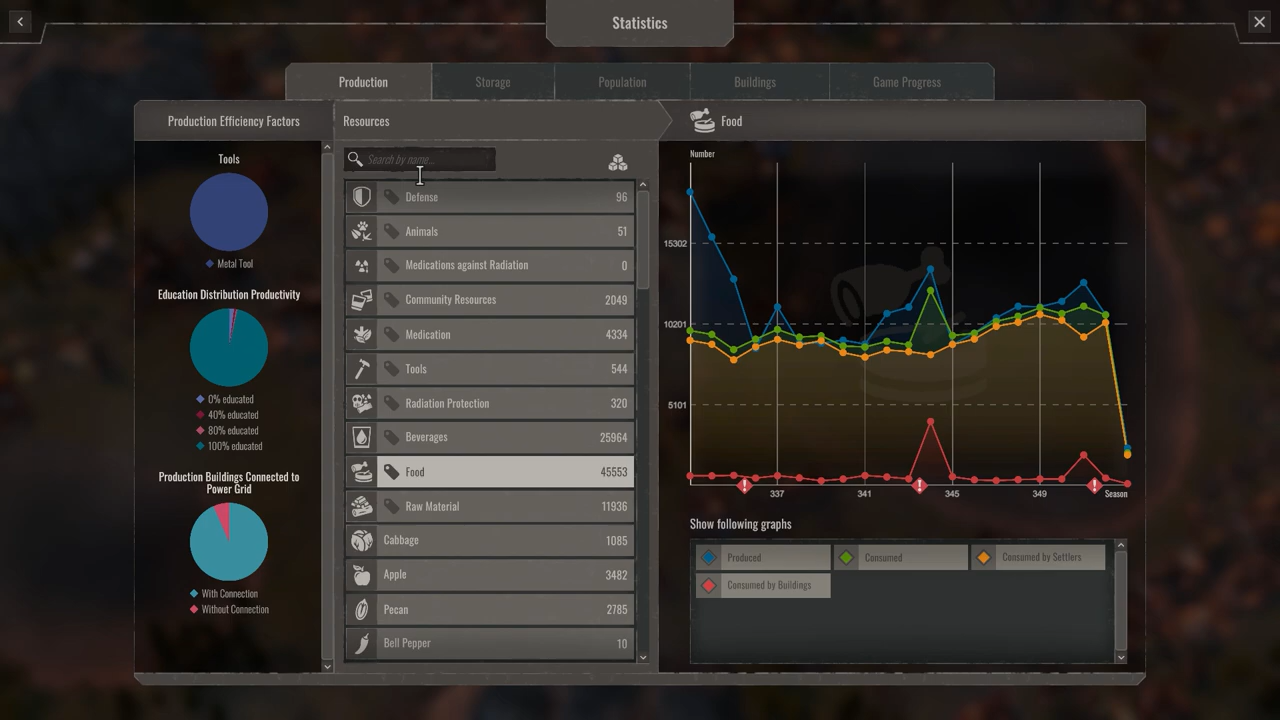 Statistics
Production
Storage
Population
Buildings
Game Progress
Production Efficiency Factors
Tools
Metal Tool
Education Distribution Productivity
0% educated
40% educated
80% educated
100% educated
Production Buildings Connected to
Power Grid
With Connection
Without Connection
Resources
Search by name...
Defense 96
Animals 51
Medications against Radiation 0
Community Resources 2049
Medication 4334
Tools 544
Radiation Protection 320
Beverages 25964
Food 45553
Raw Material 11936
Cabbage 1085
Apple 3482
Pecan 2785
Bell Pepper 10
Food
Number
15302
10201
5101
337 341 345 349 Season
Show following graphs
Produced Consumed Consumed by Settlers
Consumed by Buildings